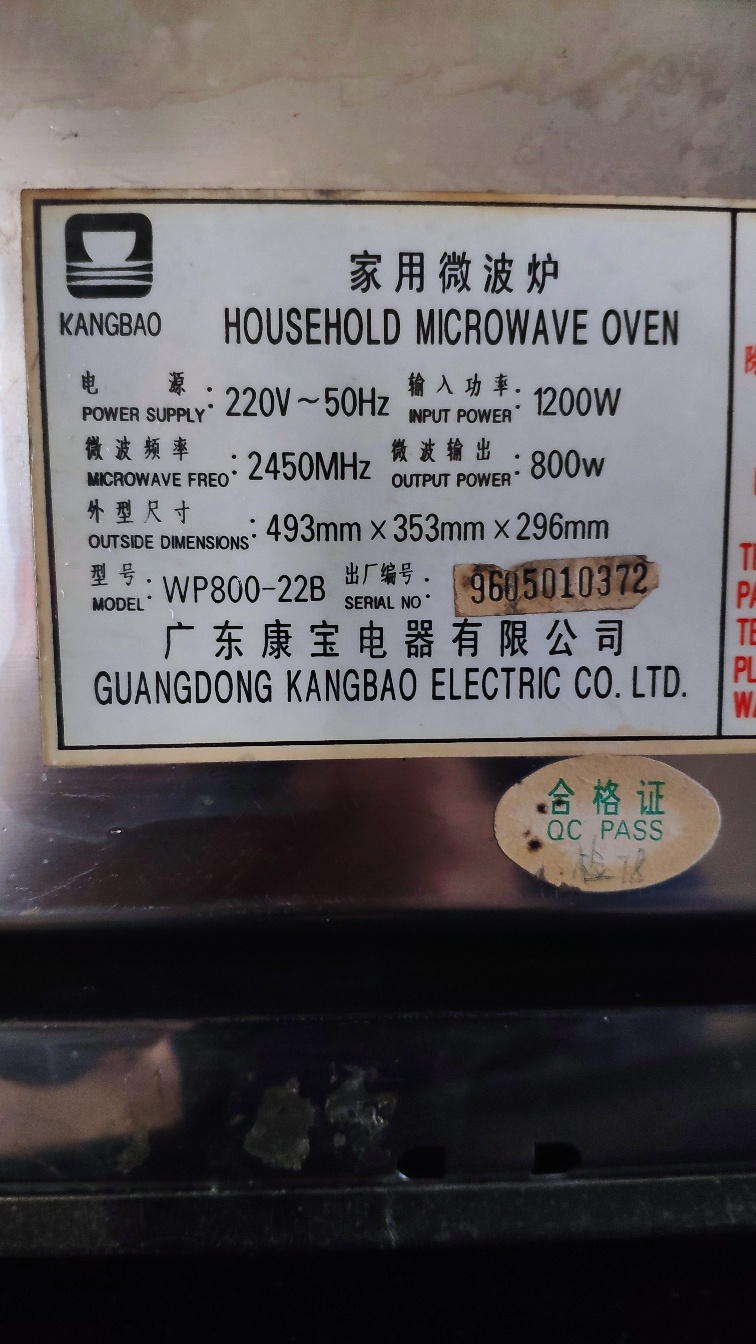 家用微波炉
KANGBAO
HOUSEHOLD MICROWAVE OVEN
电 源 : 220V~50Hz 输入功率 : 1200W
POWER SUPPLY INPUT POWER
微波频率 : 2450MHz 微波输出 : 800w
MICROWAVE FREQ OUTPUT POWER
外型尺寸 : 493mm×353mm×296mm
OUTSIDE DIMENSIONS
型号 : WP800-22B 出厂编号 : 9605010372
MODEL SERIAL NO
广东康宝电器有限公司
GUANGDONG KANGBAO ELECTRIC CO. LTD.
合格证
QC PASS